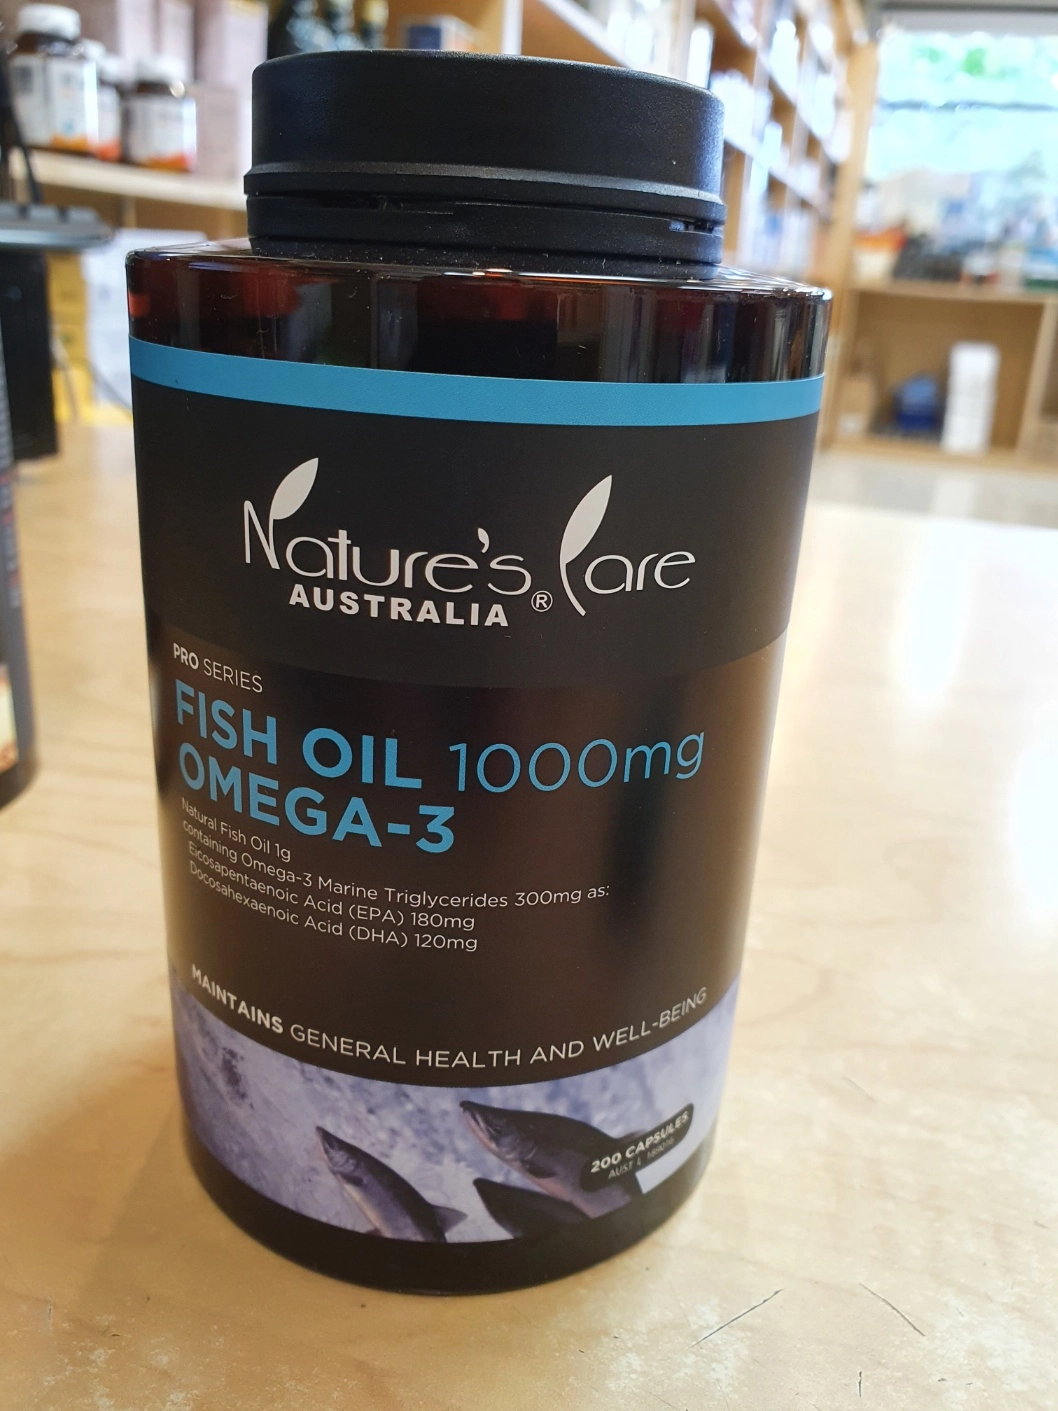 Nature's Care
AUSTRALIA ®
PRO SERIES
FISH OIL 1000mg
OMEGA-3
Natural Fish Oil 1g
containing Omega-3 Marine Triglycerides 300mg as:
Eicosapentaenoic Acid (EPA) 180mg
Docosahexaenoic Acid (DHA) 120mg
MAINTAINS GENERAL HEALTH AND WELL-BEING
200 CAPSULES
AUST L